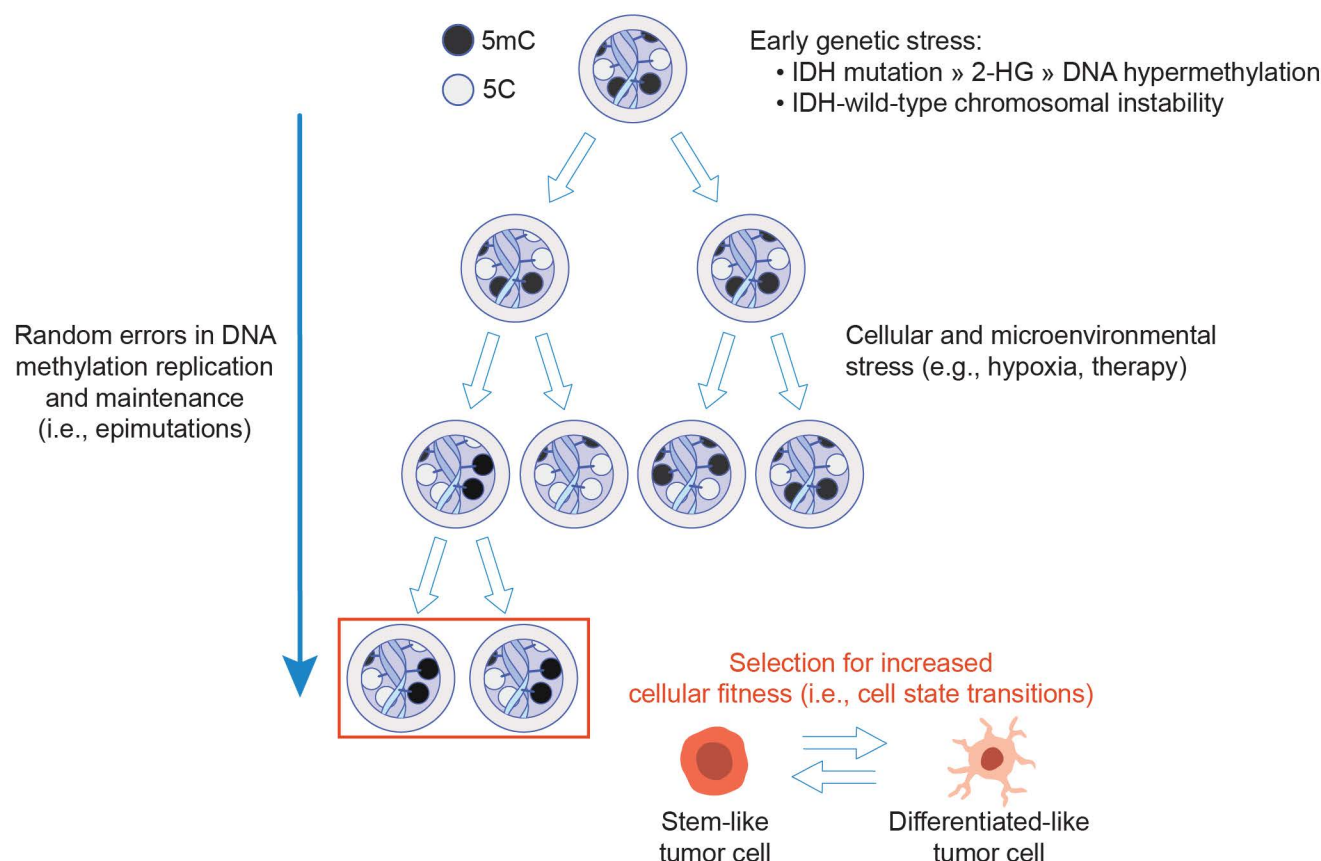 5mC
5C
Early genetic stress:
• IDH mutation » 2-HG » DNA hypermethylation
• IDH-wild-type chromosomal instability
Random errors in DNA
methylation replication
and maintenance
(i.e., epimutations)
Cellular and microenvironmental
stress (e.g., hypoxia, therapy)
Selection for increased
cellular fitness (i.e., cell state transitions)
Stem-like
tumor cell
Differentiated-like
tumor cell